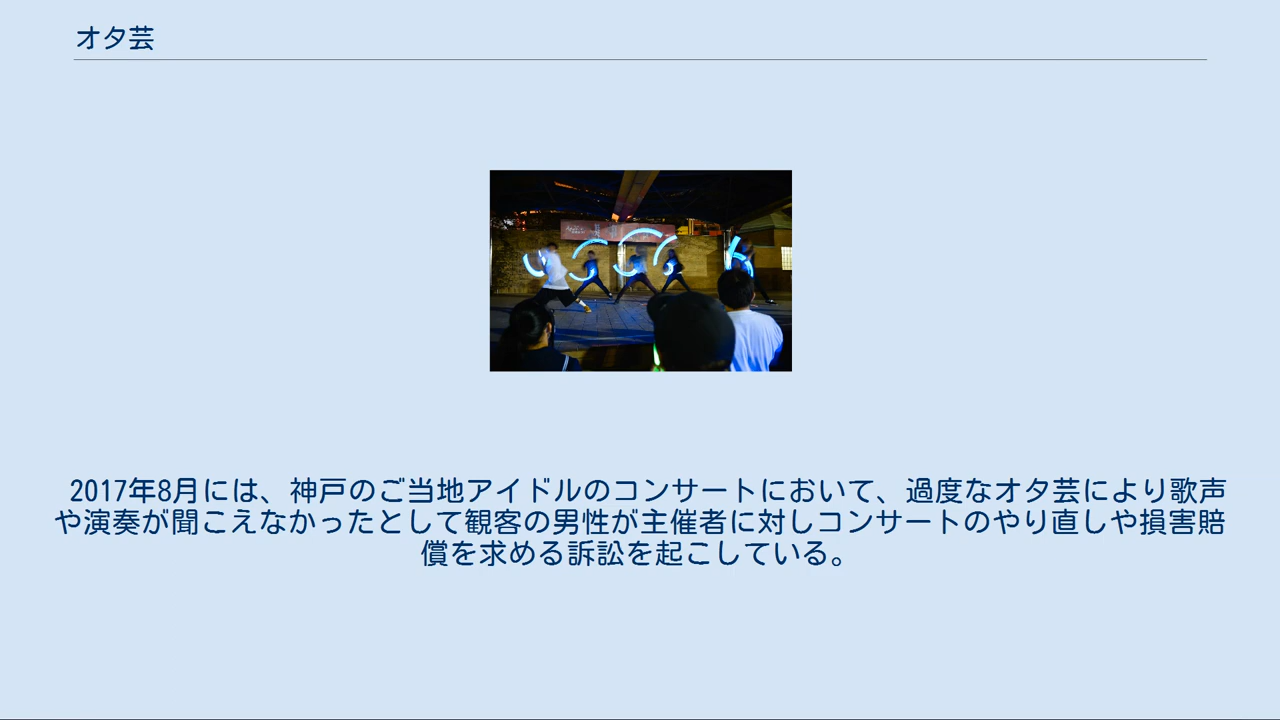 オタ芸
2017年8月には、神戸のご当地アイドルのコンサートにおいて、過度なオタ芸により歌声
や演奏が聞こえなかったとして観客の男性が主催者に対しコンサートのやり直しや損害賠
償を求める訴訟を起こしている。